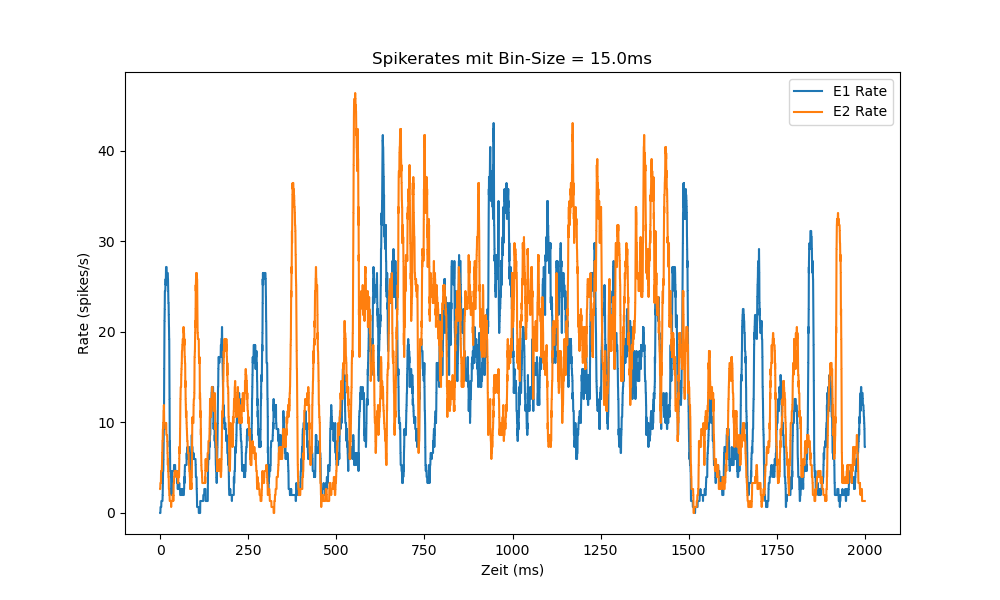 Spikerates mit Bin-Size = 15.0ms
E1 Rate
E2 Rate
Rate (spikes/s)
40
30
20
10
0
0 250 500 750 1000 1250 1500 1750 2000
Zeit (ms)